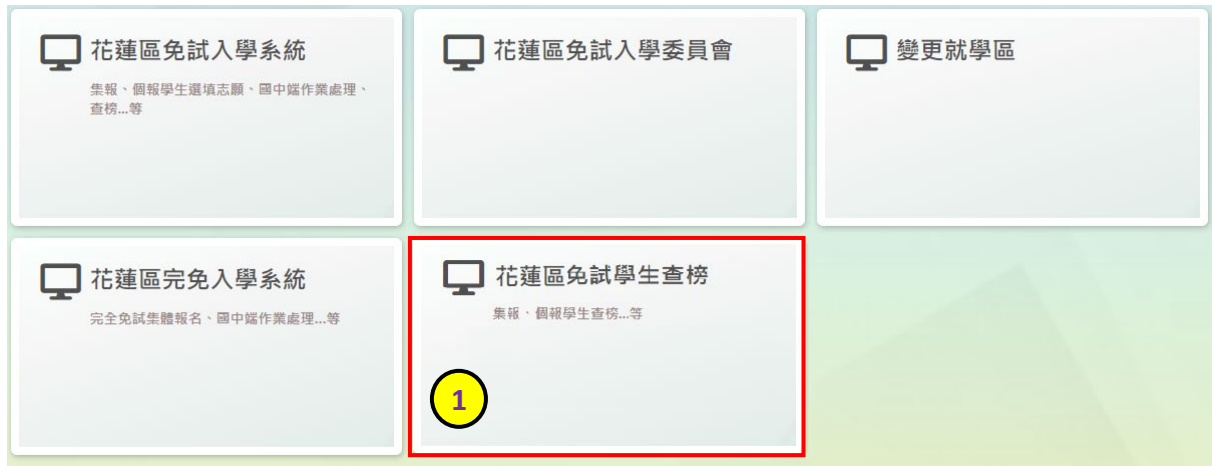 花蓮區免試入學系統
集報、個報學生選填志願、國中端作業處理、
查榜...等
花蓮區免試入學委員會
變更就學區
花蓮區完免入學系統
完全免試集體報名、國中端作業處理...等
花蓮區免試學生查榜
集報、個報學生查榜...等
1